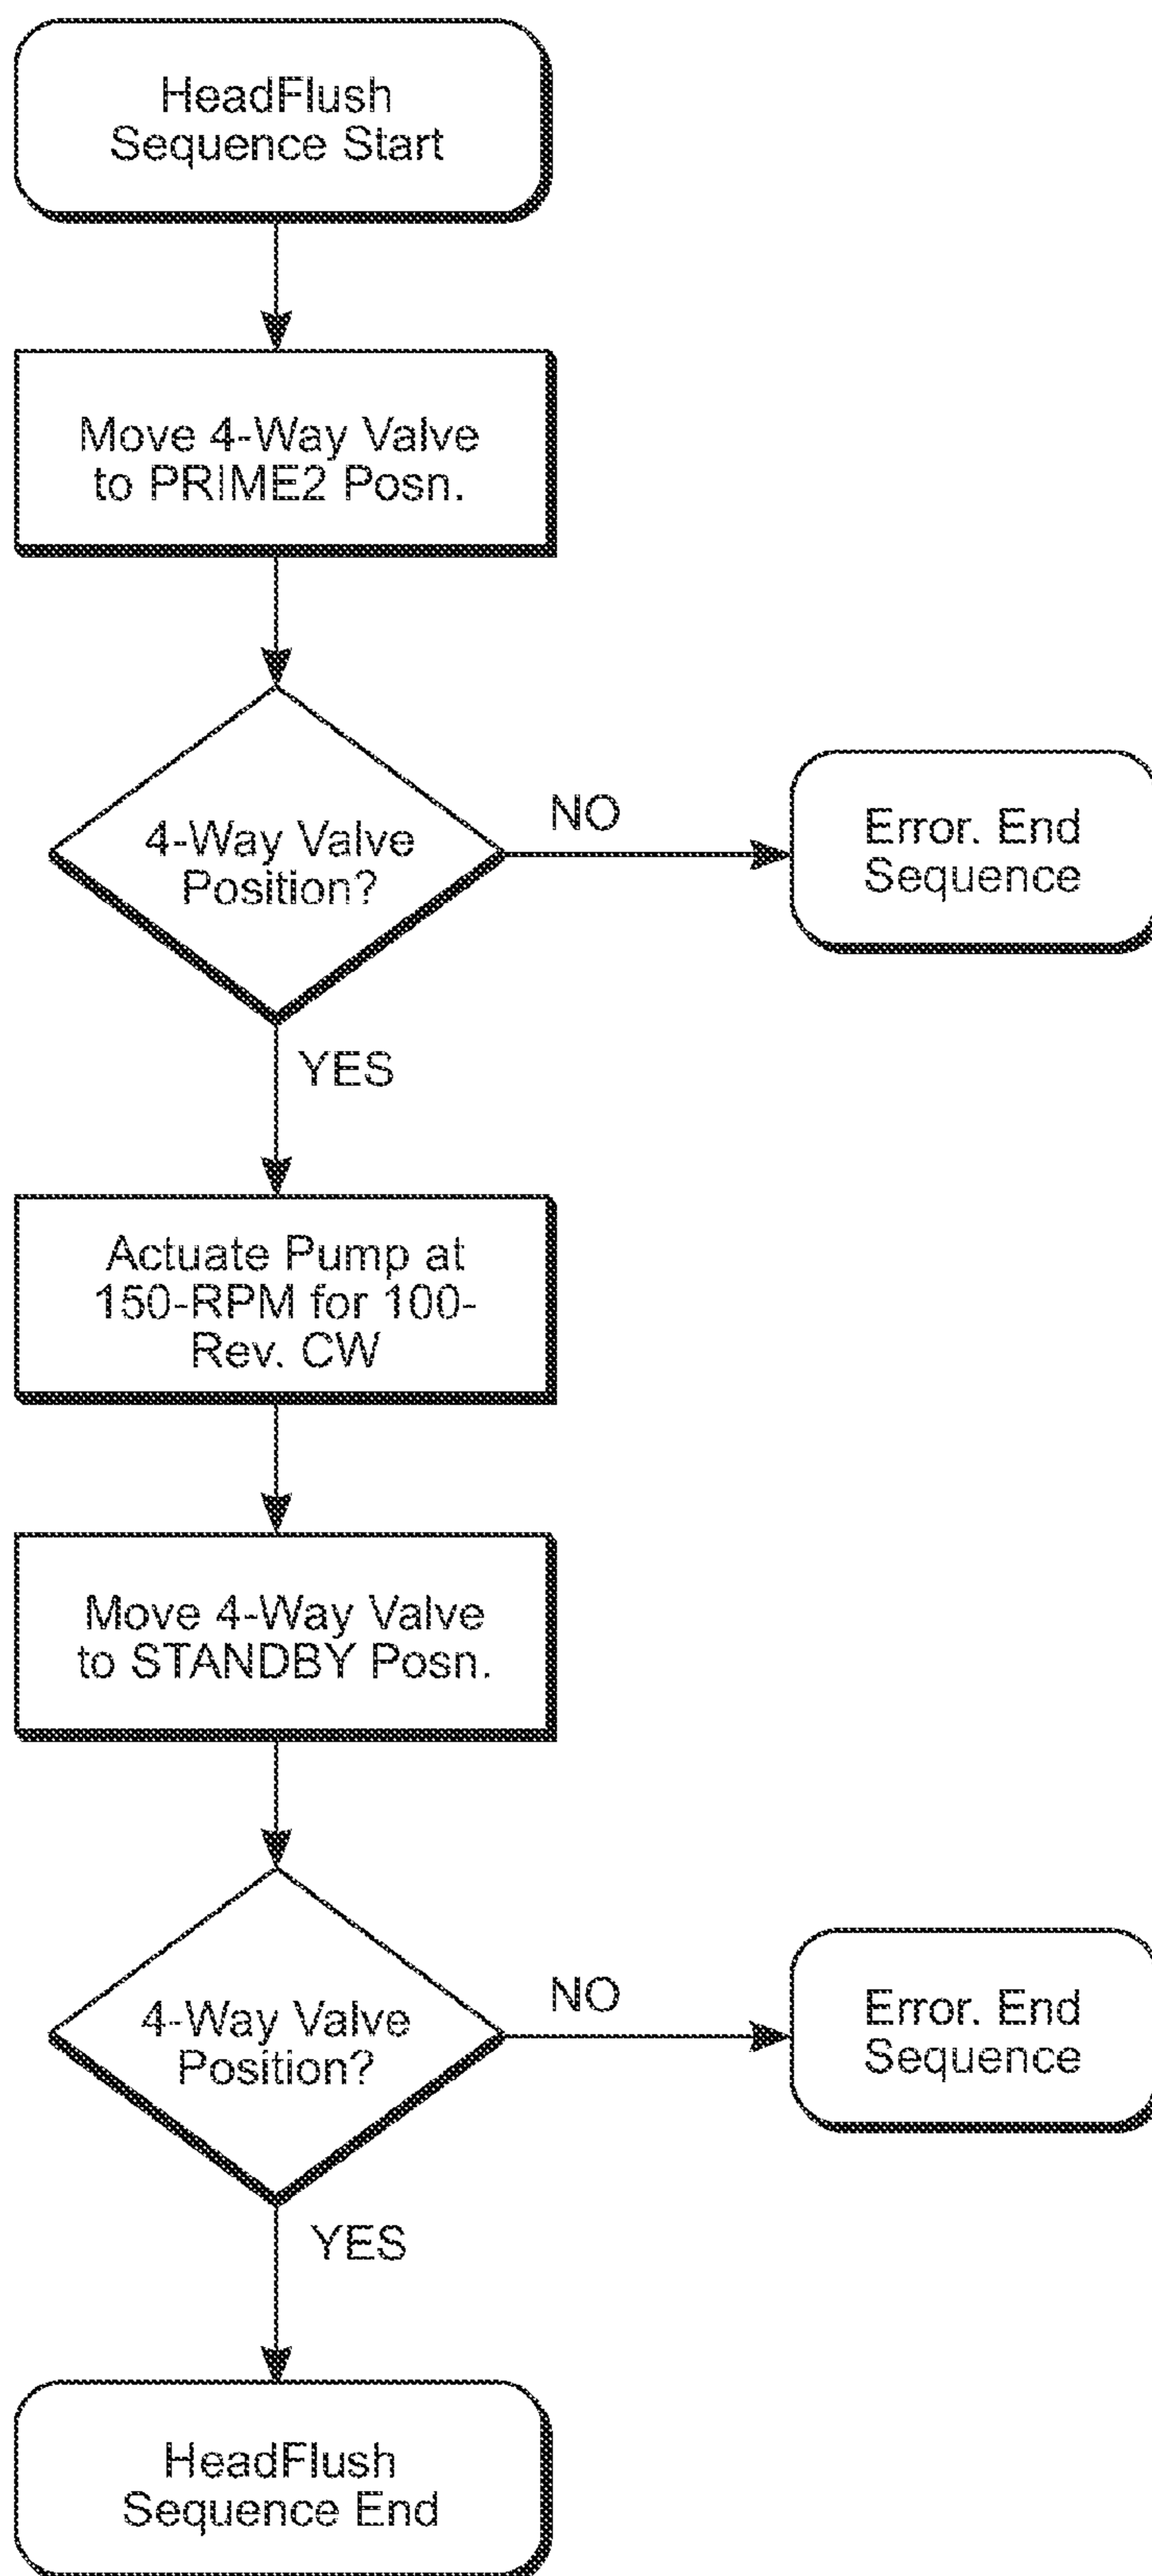 HeadFlush
Sequence Start
Move 4-Way Valve
to PRIME2 Posn.
4-Way Valve
Position?
NO
Error. End
Sequence
YES
Actuate Pump at
150-RPM for 100-
Rev. CW
Move 4-Way Valve
to STANDBY Posn.
4-Way Valve
Position?
NO
Error. End
Sequence
YES
HeadFlush
Sequence End